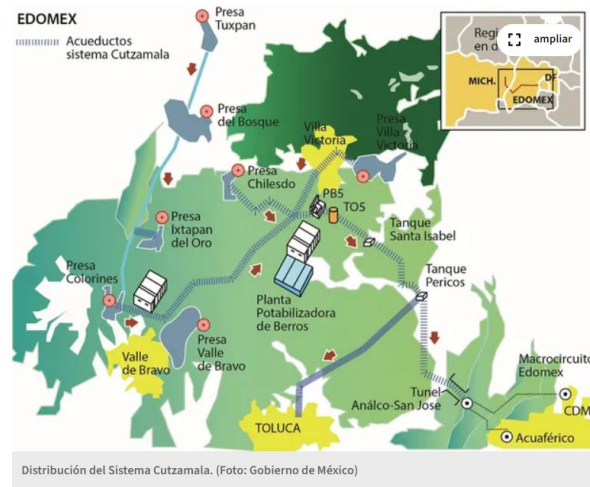 EDOMEX
Acueductos
sistema Cutzamala
Presa
Tuxpan
ampliar
MICH.
DF
EDOMEX
Presa
del Bosque
Villa
Victoria
Presa
Villa
Victoria
Presa
Chilesdo
PB5
TO5
Presa
Ixtapan
del Oro
Tanque
Santa Isabel
Tanque
Pericos
Presa
Colorines
Planta
Potabilizadora
de Berros
Valle
de Bravo
Presa
Valle
de Bravo
Macrocircuito
Edomex
Tunel
Análco-San Jose
CDM
TOLUCA
Acuaférico
Distribución del Sistema Cutzamala. (Foto: Gobierno de México)